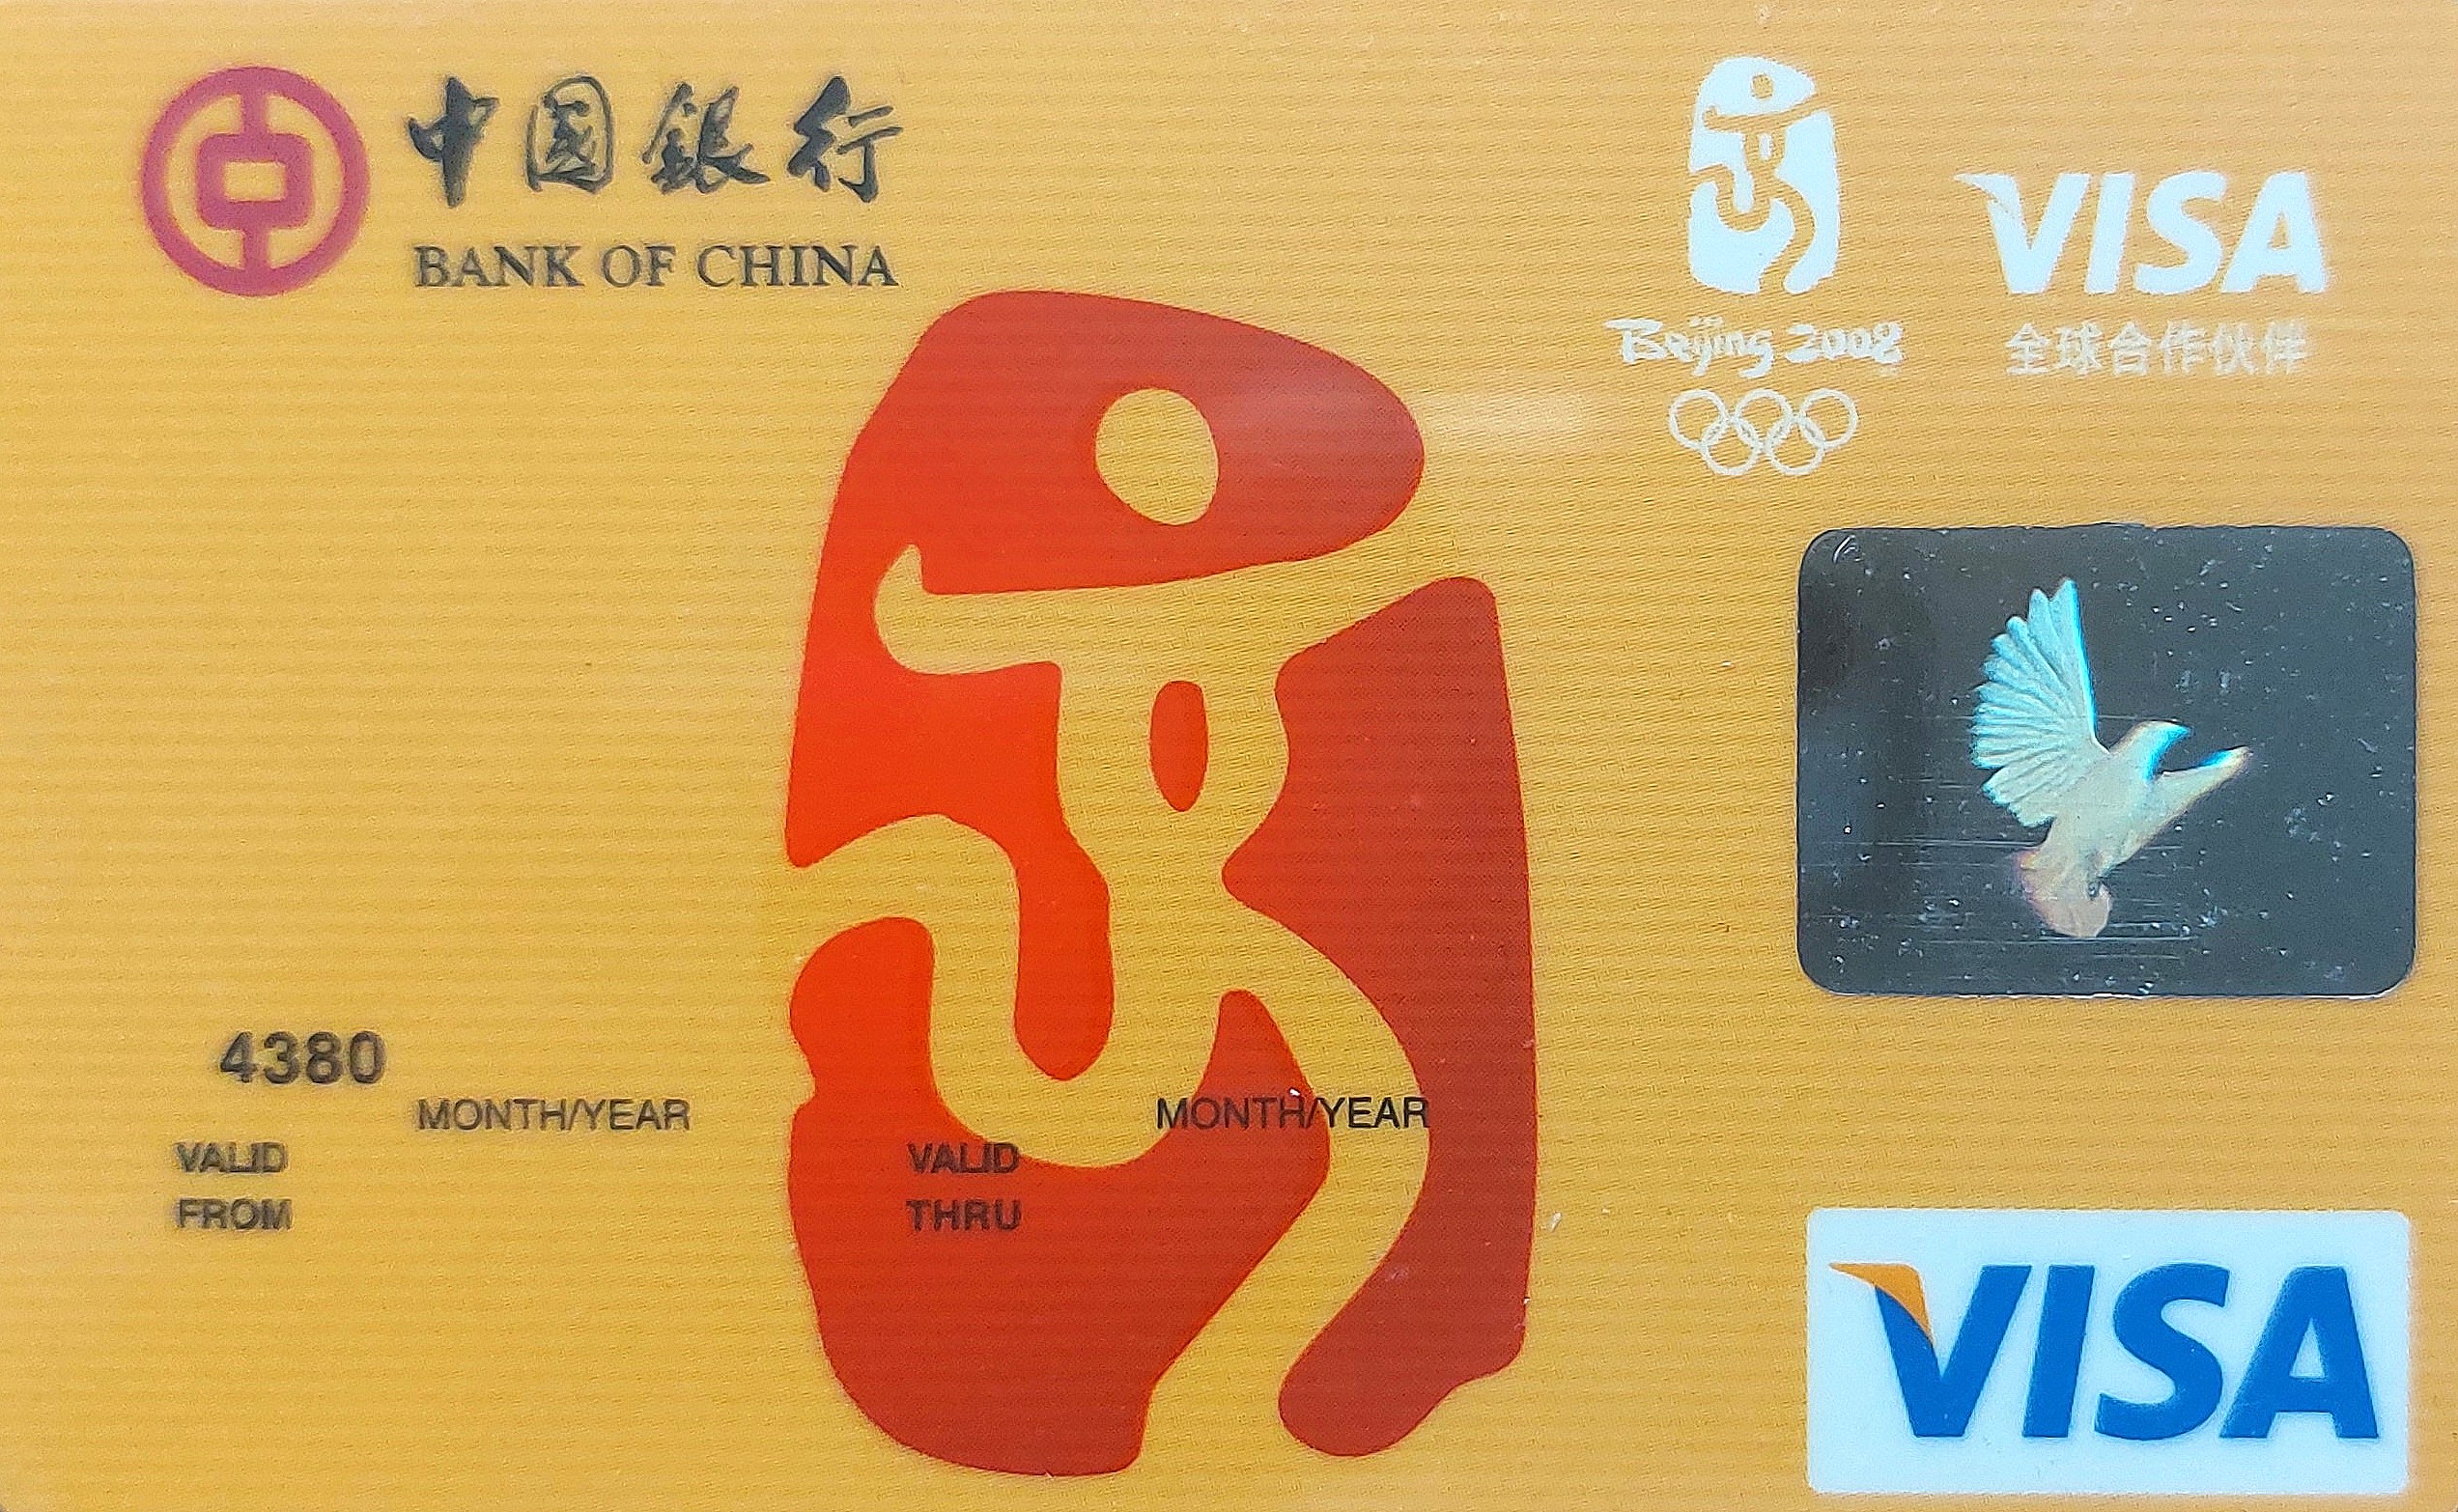 中国銀行
BANK OF CHINA
VISA
Beijing 2008
全球合作伙伴
4380
MONTH/YEAR
MONTH/YEAR
VALID
FROM
VALID
THRU
VISA